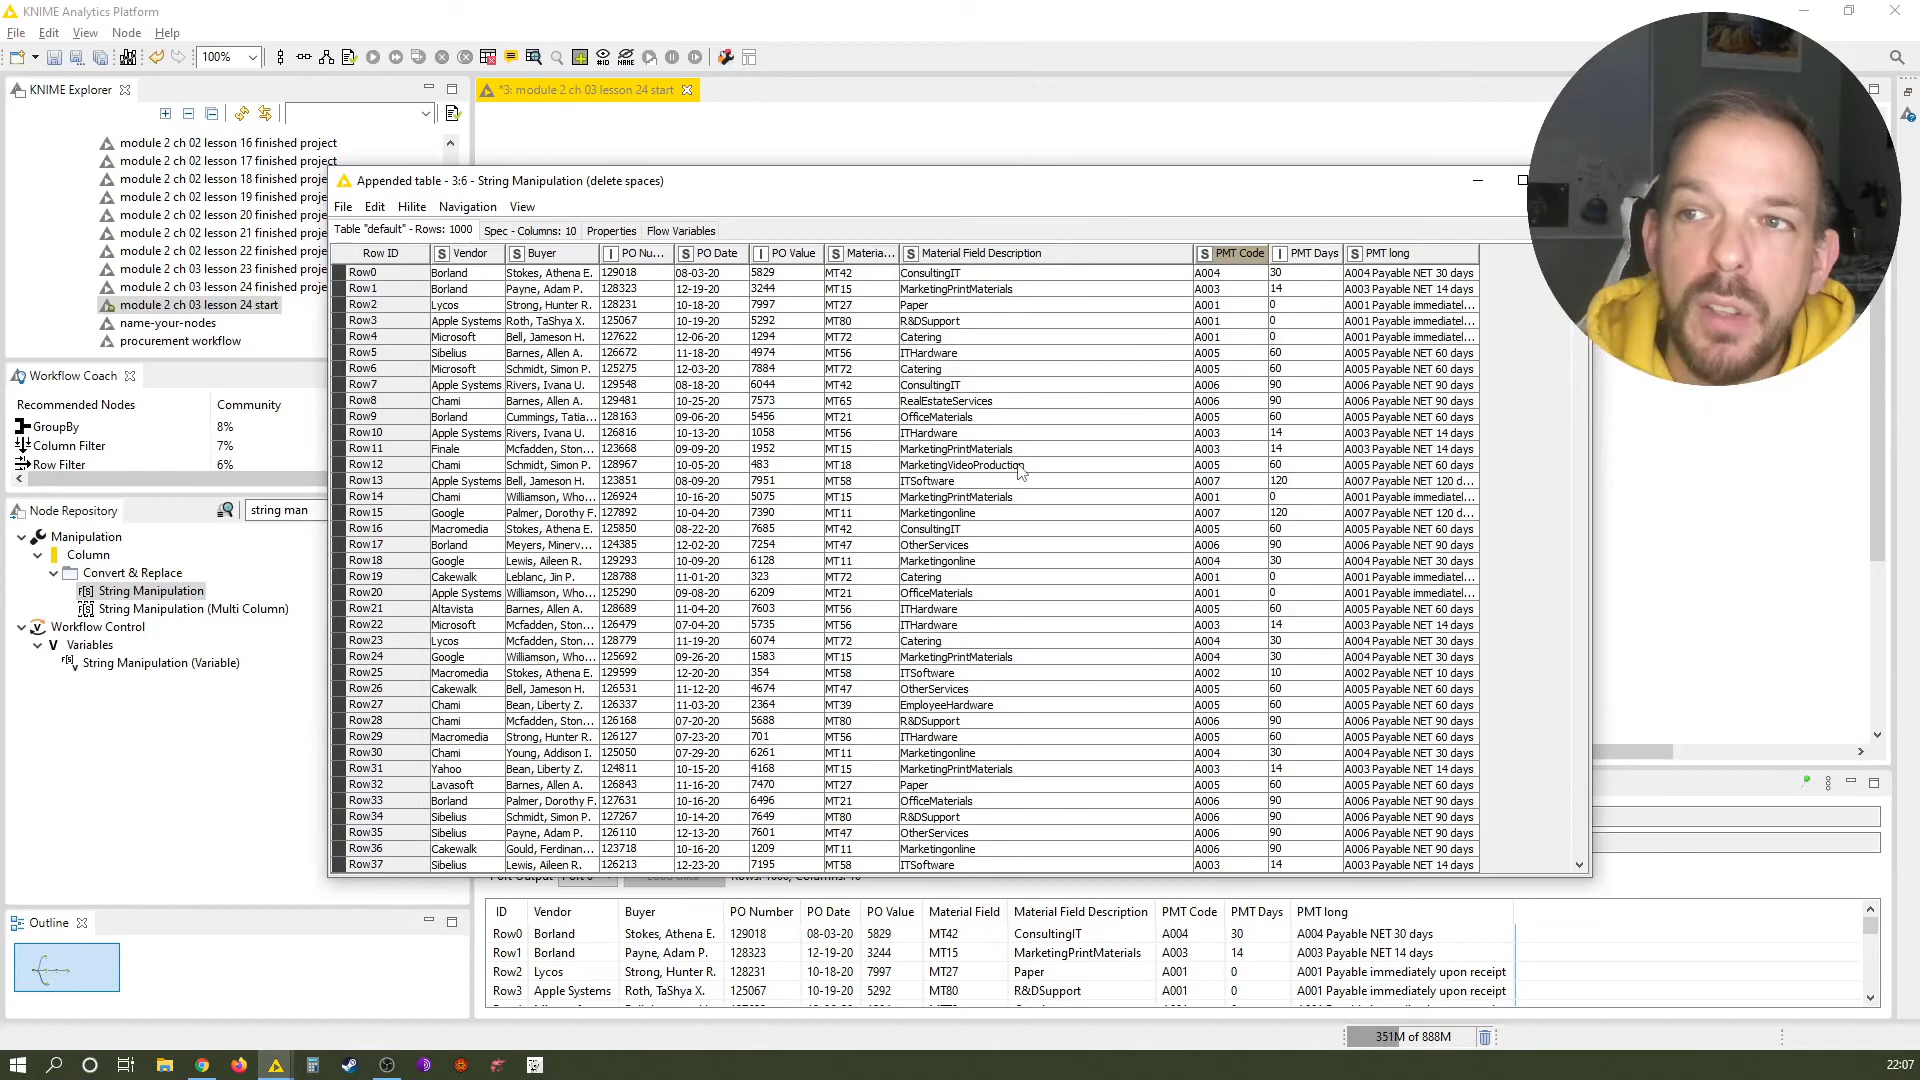 KNIME Analytics Platform
File Edit View Node Help
100%
KNIME Explorer
*3: module 2 ch 03 lesson 24 start
module 2 ch 02 lesson 16 finished project
module 2 ch 02 lesson 17 finished project
module 2 ch 02 lesson 18 finished proje
module 2 ch 02 lesson 19 finished proje
module 2 ch 02 lesson 20 finished proje
module 2 ch 02 lesson 21 finished proje
module 2 ch 02 lesson 22 finished proje
module 2 ch 03 lesson 23 finished proje
module 2 ch 03 lesson 24 finished proje
module 2 ch 03 lesson 24 start
name-your-nodes
procurement workflow
Workflow Coach
Recommended Nodes Community
GroupBy 8%
Column Filter 7%
Row Filter 6%
Node Repository string man
Manipulation
Column
Convert & Replace
String Manipulation
String Manipulation (Multi Column)
Workflow Control
Variables
String Manipulation (Variable)
Outline
Appended table - 3:6 - String Manipulation (delete spaces)
File Edit Hilite Navigation View
Table "default" - Rows: 1000 Spec - Columns: 10 Properties Flow Variables
Row ID S Vendor S Buyer I PO Nu... S PO Date I PO Value S Materia... S Material Field Description S PMT Code I PMT Days S PMT long
Row0 Borland Stokes, Athena E. 129018 08-03-20 5829 MT42 ConsultingIT A004 30 A004 Payable NET 30 days
Row1 Borland Payne, Adam P. 128323 12-19-20 3244 MT15 MarketingPrintMaterials A003 14 A003 Payable NET 14 days
Row2 Lycos Strong, Hunter R. 128231 10-18-20 7997 MT27 Paper A001 0 A001 Payable immediatel...
Row3 Apple Systems Roth, TaShya X. 125067 10-19-20 5292 MT80 R&DSupport A001 0 A001 Payable immediatel...
Row4 Microsoft Bell, Jameson H. 127622 12-06-20 1294 MT72 Catering A001 0 A001 Payable immediatel...
Row5 Sibelius Barnes, Allen A. 126672 11-18-20 4974 MT56 ITHardware A005 60 A005 Payable NET 60 days
Row6 Microsoft Schmidt, Simon P. 125275 12-03-20 7884 MT72 Catering A005 60 A005 Payable NET 60 days
Row7 Apple Systems Rivers, Ivana U. 129548 08-18-20 6044 MT42 ConsultingIT A006 90 A006 Payable NET 90 days
Row8 Chami Barnes, Allen A. 129481 10-25-20 7573 MT65 RealEstateServices A006 90 A006 Payable NET 90 days
Row9 Borland Cummings, Tatia... 128163 09-06-20 5456 MT21 OfficeMaterials A005 60 A005 Payable NET 60 days
Row10 Apple Systems Rivers, Ivana U. 126816 10-13-20 1058 MT56 ITHardware A003 14 A003 Payable NET 14 days
Row11 Finale Mcfadden, Ston... 123668 09-09-20 1952 MT15 MarketingPrintMaterials A003 14 A003 Payable NET 14 days
Row12 Chami Schmidt, Simon P. 128967 10-05-20 483 MT18 MarketingVideoProduction A005 60 A005 Payable NET 60 days
Row13 Apple Systems Bell, Jameson H. 123851 08-09-20 7951 MT58 ITSoftware A007 120 A007 Payable NET 120 d...
Row14 Chami Williamson, Who... 126924 10-16-20 5075 MT15 MarketingPrintMaterials A001 0 A001 Payable immediatel...
Row15 Google Palmer, Dorothy F. 127892 10-04-20 7390 MT11 Marketingonline A007 120 A007 Payable NET 120 d...
Row16 Macromedia Stokes, Athena E. 125850 08-22-20 7685 MT42 ConsultingIT A005 60 A005 Payable NET 60 days
Row17 Borland Meyers, Minerv... 124385 12-02-20 7254 MT47 OtherServices A006 90 A006 Payable NET 90 days
Row18 Google Lewis, Aileen R. 129293 10-09-20 6128 MT11 Marketingonline A004 30 A004 Payable NET 30 days
Row19 Cakewalk Leblanc, Jin P. 128788 11-01-20 323 MT72 Catering A001 0 A001 Payable immediatel...
Row20 Apple Systems Williamson, Who... 125290 09-08-20 6209 MT21 OfficeMaterials A001 0 A001 Payable immediatel...
Row21 Altavista Barnes, Allen A. 128689 11-04-20 7603 MT56 ITHardware A005 60 A005 Payable NET 60 days
Row22 Microsoft Mcfadden, Ston... 126479 07-04-20 5735 MT56 ITHardware A003 14 A003 Payable NET 14 days
Row23 Lycos Mcfadden, Ston... 128779 11-19-20 6074 MT72 Catering A004 30 A004 Payable NET 30 days
Row24 Google Williamson, Who... 125692 09-26-20 1583 MT15 MarketingPrintMaterials A004 30 A004 Payable NET 30 days
Row25 Macromedia Stokes, Athena E. 129599 12-20-20 354 MT58 ITSoftware A002 10 A002 Payable NET 10 days
Row26 Cakewalk Bell, Jameson H. 126531 11-12-20 4674 MT47 OtherServices A005 60 A005 Payable NET 60 days
Row27 Chami Bean, Liberty Z. 126337 11-03-20 2364 MT39 EmployeeHardware A005 60 A005 Payable NET 60 days
Row28 Chami Mcfadden, Ston... 126168 07-20-20 5688 MT80 R&DSupport A006 90 A006 Payable NET 90 days
Row29 Macromedia Strong, Hunter R. 126127 07-23-20 701 MT56 ITHardware A005 60 A005 Payable NET 60 days
Row30 Chami Young, Addison I. 125050 07-29-20 6261 MT11 Marketingonline A004 30 A004 Payable NET 30 days
Row31 Yahoo Bean, Liberty Z. 124811 10-15-20 4168 MT15 MarketingPrintMaterials A003 14 A003 Payable NET 14 days
Row32 Lavasoft Barnes, Allen A. 126843 11-16-20 7470 MT27 Paper A005 60 A005 Payable NET 60 days
Row33 Borland Palmer, Dorothy F. 127631 10-16-20 6496 MT21 OfficeMaterials A006 90 A006 Payable NET 90 days
Row34 Sibelius Schmidt, Simon P. 127267 10-14-20 7649 MT80 R&DSupport A006 90 A006 Payable NET 90 days
Row35 Sibelius Payne, Adam P. 126110 12-13-20 7601 MT47 OtherServices A006 90 A006 Payable NET 90 days
Row36 Cakewalk Gould, Ferdinan... 123718 10-16-20 1209 MT11 Marketingonline A006 90 A006 Payable NET 90 days
Row37 Sibelius Lewis, Aileen R. 126213 12-23-20 7195 MT58 ITSoftware A003 14 A003 Payable NET 14 days
ID Vendor Buyer PO Number PO Date PO Value Material Field Material Field Description PMT Code PMT Days PMT long
Row0 Borland Stokes, Athena E. 129018 08-03-20 5829 MT42 ConsultingIT A004 30 A004 Payable NET 30 days
Row1 Borland Payne, Adam P. 128323 12-19-20 3244 MT15 MarketingPrintMaterials A003 14 A003 Payable NET 14 days
Row2 Lycos Strong, Hunter R. 128231 10-18-20 7997 MT27 Paper A001 0 A001 Payable immediately upon receipt
Row3 Apple Systems Roth, TaShya X. 125067 10-19-20 5292 MT80 R&DSupport A001 0 A001 Payable immediately upon receipt
351M of 888M
22:07